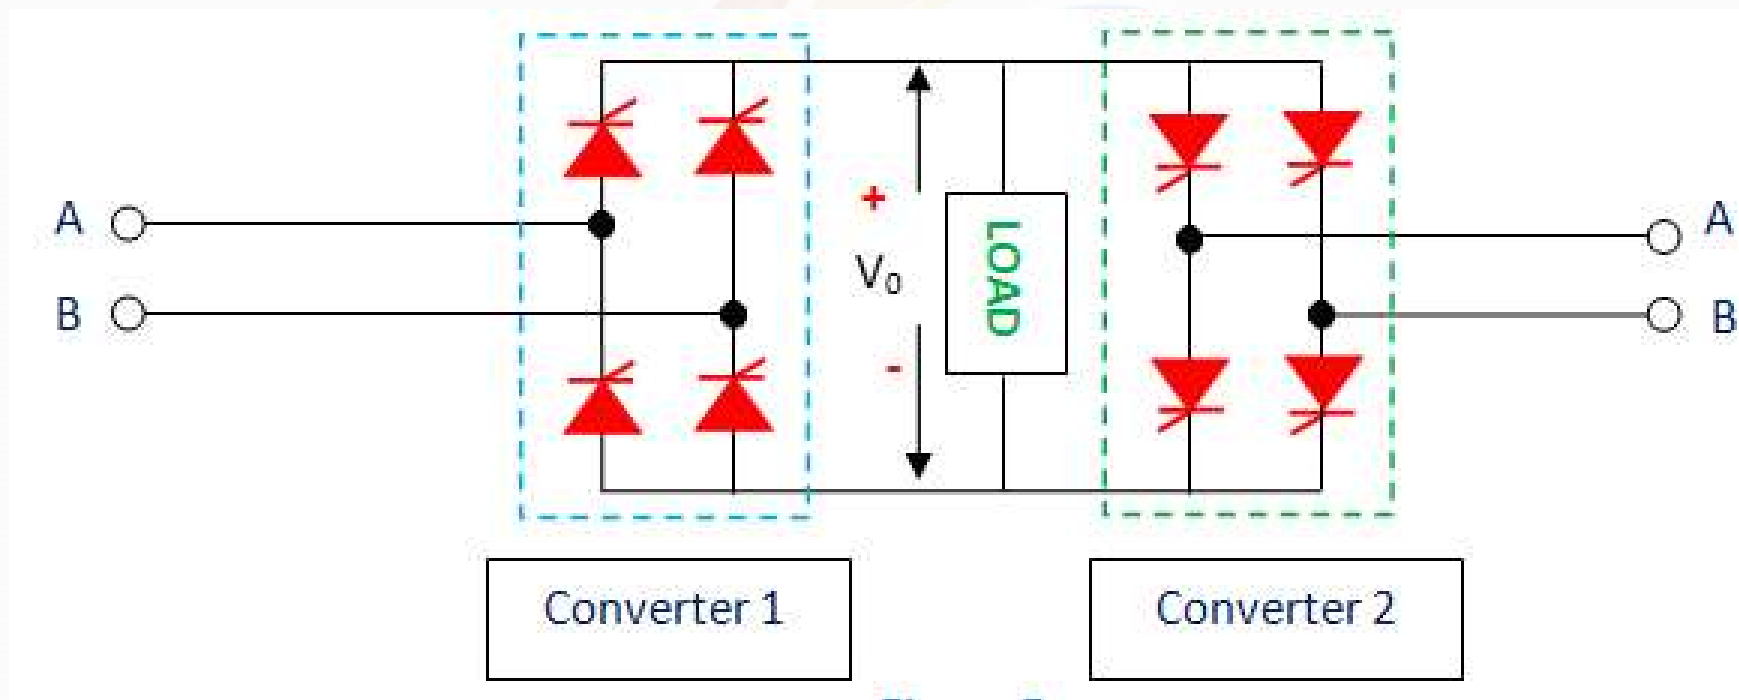 A
B
+
V₀
-
LOAD
A
B
Converter 1
Converter 2